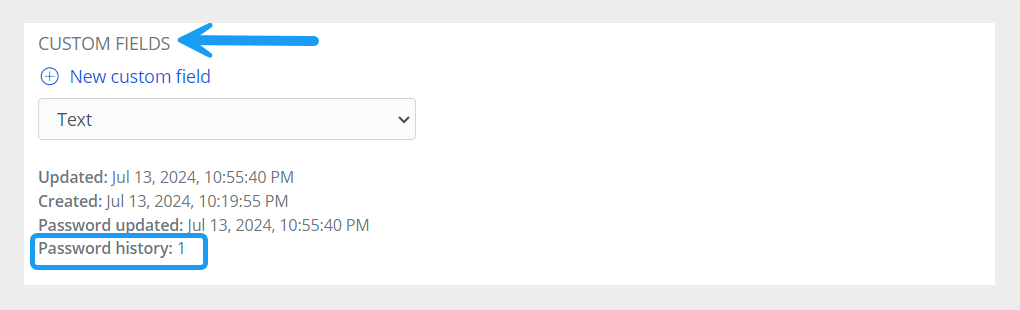 CUSTOM FIELDS
New custom field
Text
Updated: Jul 13, 2024, 10:55:40 PM
Created: Jul 13, 2024, 10:19:55 PM
Password updated: Jul 13, 2024, 10:55:40 PM
Password history: 1